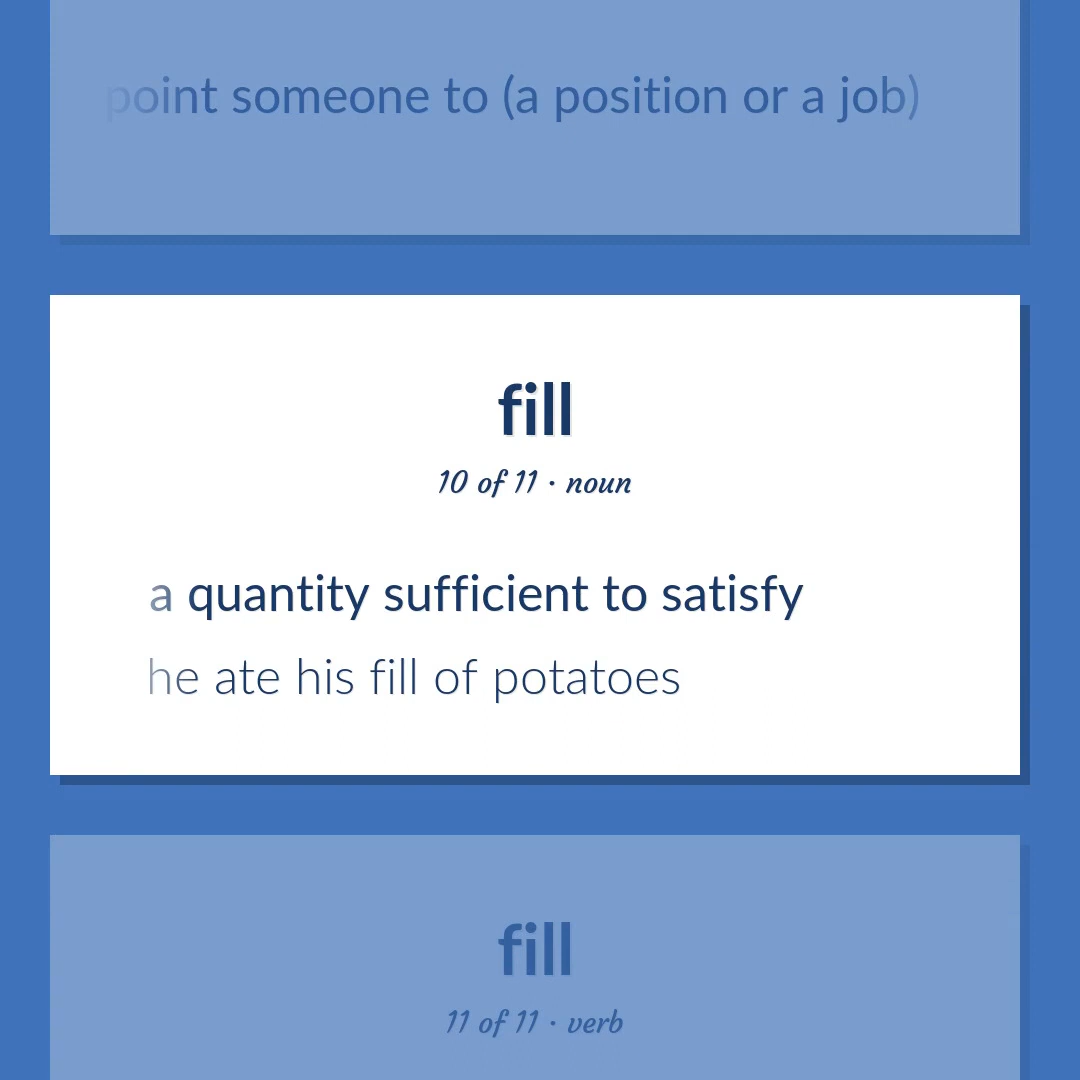 point someone to (a position or a job)
fill
10 of 11 · noun
a quantity sufficient to satisfy
he ate his fill of potatoes
fill
11 of 11 · verb